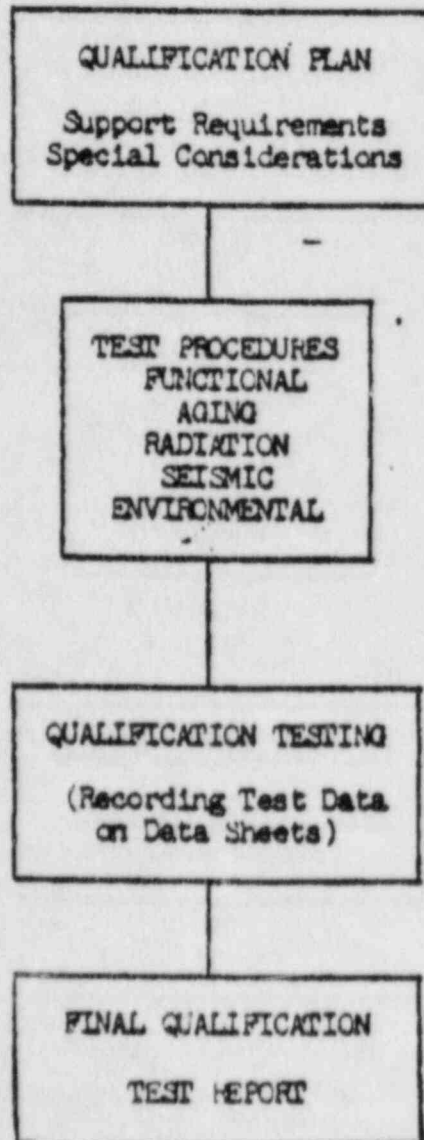 QUALIFICATION PLAN
Support Requirements
Special Considerations
TEST PROCEDURES
FUNCTIONAL
AGING
RADIATION
SEISMIC
ENVIRONMENTAL
QUALIFICATION TESTING
(Recording Test Data
on Data Sheets)
FINAL QUALIFICATION
TEST REPORT